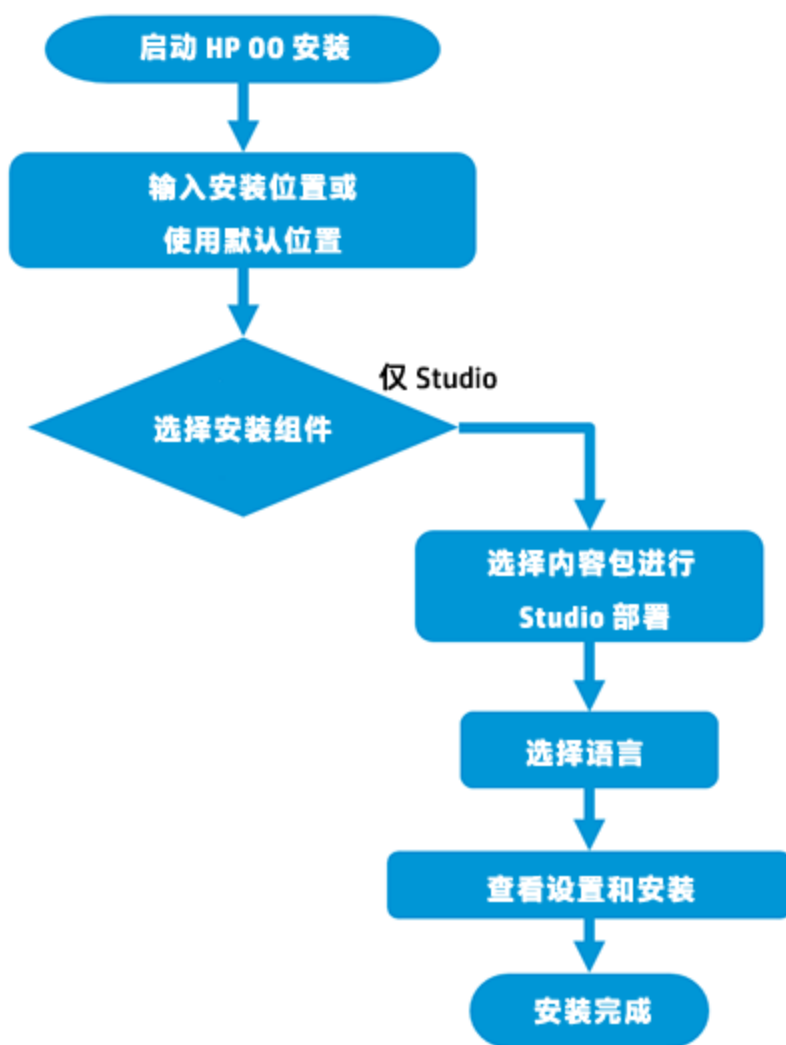 启动 HP OO 安装
输入安装位置或
使用默认位置
仅 Studio
选择安装组件
选择内容包进行
Studio 部署
选择语言
查看设置和安装
安装完成